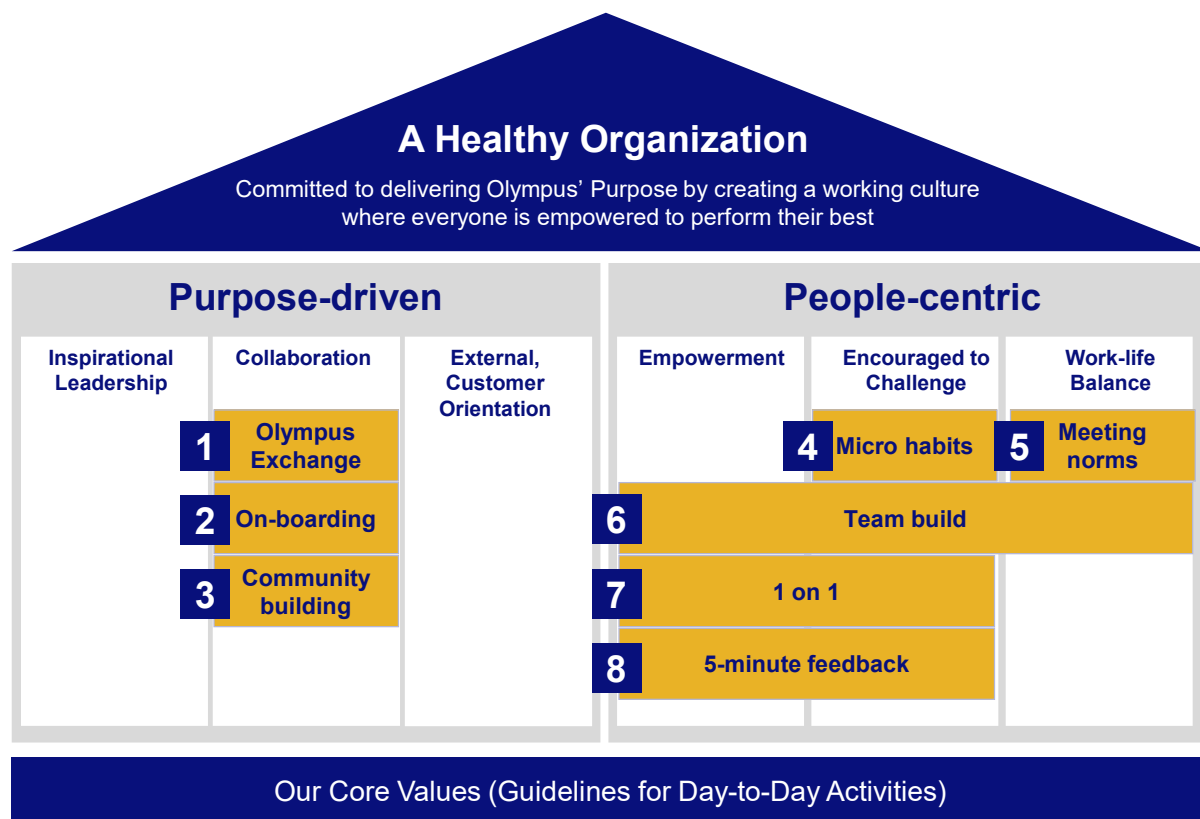 A Healthy Organization
Committed to delivering Olympus’ Purpose by creating a working culture
where everyone is empowered to perform their best
Purpose-driven
People-centric
Inspirational
Leadership
Collaboration
External,
Customer
Orientation
Empowerment
Encouraged to
Challenge
Work-life
Balance
1
Olympus
Exchange
2
On-boarding
3
Community
building
4
Micro habits
5
Meeting
norms
6
Team build
7
1 on 1
8
5-minute feedback
Our Core Values (Guidelines for Day-to-Day Activities)